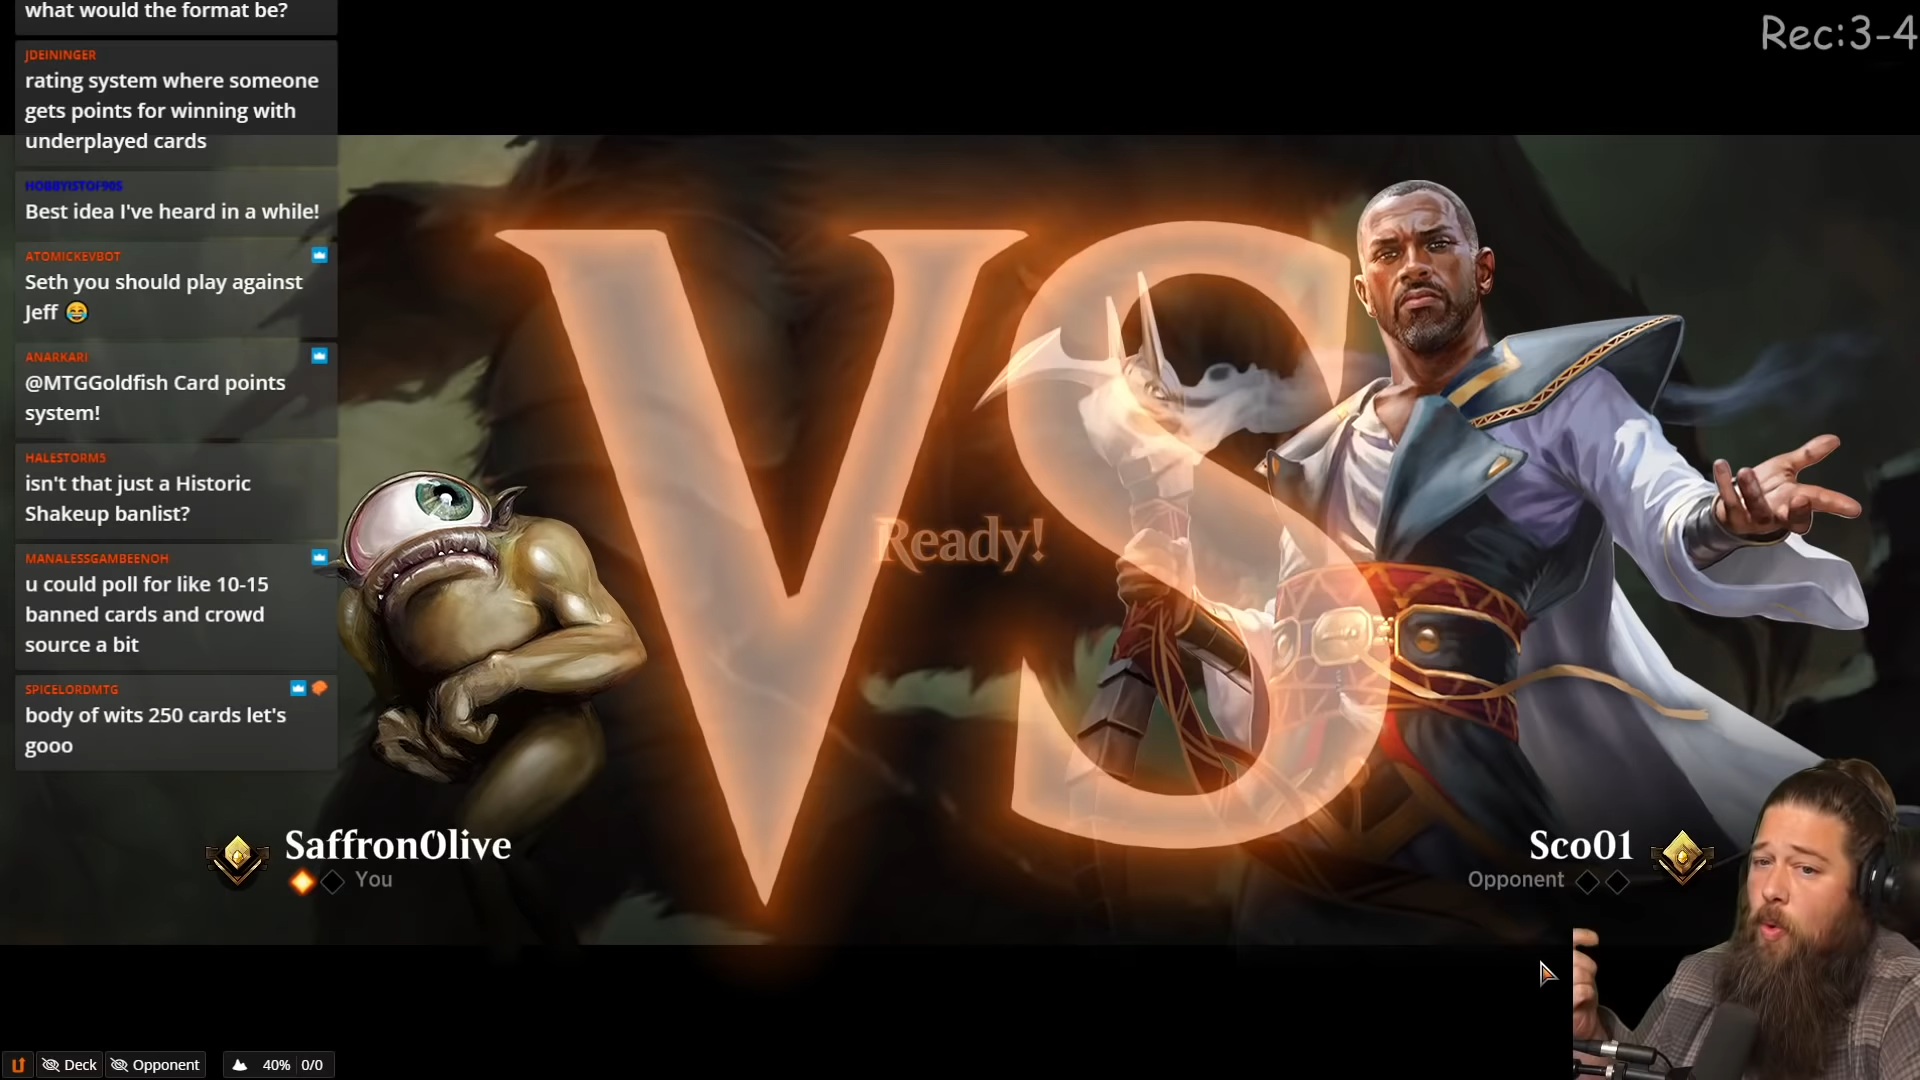 what would the format be?
JDEININGER
rating system where someone
gets points for winning with
underplayed cards
HOBBYISTOF90S
Best idea I've heard in a while!
ATOMICKEVBOT
Seth you should play against
Jeff 😂
ANARKARI
@MTGGoldfish Card points
system!
HALESTORM5
isn't that just a Historic
Shakeup banlist?
MANALESSGAMBEENOH
u could poll for like 10-15
banned cards and crowd
source a bit
SPICELORDMTG
body of wits 250 cards let's
gooo
Rec:3-4
VS
Ready!
SaffronOlive
You
Sco01
Opponent
Deck
Opponent
40%
0/0